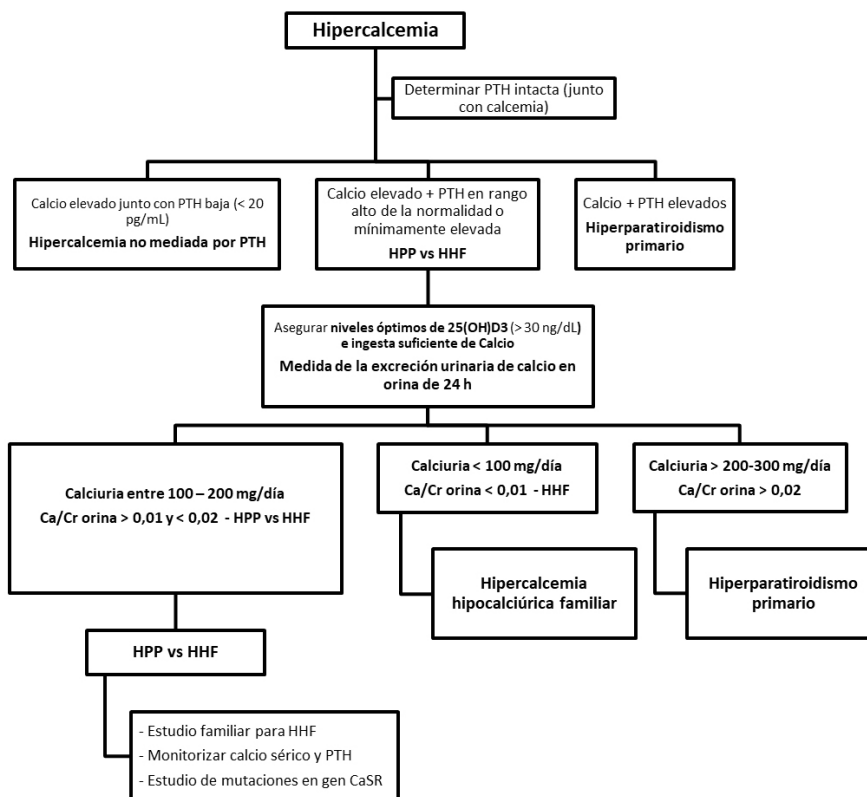 Hipercalcemia
Determinar PTH intacta (junto
con calcemia)
Calcio elevado junto con PTH baja (< 20
pg/mL)
Hipercalcemia no mediada por PTH
Calcio elevado + PTH en rango
alto de la normalidad o
mínimamente elevada
HPP vs HHF
Calcio + PTH elevados
Hiperparatiroidismo
primario
Asegurar niveles óptimos de 25(OH)D3 (> 30 ng/dL)
e ingesta suficiente de Calcio
Medida de la excreción urinaria de calcio en
orina de 24 h
Calciuria entre 100 – 200 mg/día
Ca/Cr orina > 0,01 y < 0,02 - HPP vs HHF
Calciuria < 100 mg/día
Ca/Cr orina < 0,01 - HHF
Calciuria > 200-300 mg/día
Ca/Cr orina > 0,02
Hipercalcemia
hipocalciúrica familiar
Hiperparatiroidismo
primario
HPP vs HHF
- Estudio familiar para HHF
- Monitorizar calcio sérico y PTH
- Estudio de mutaciones en gen CaSR